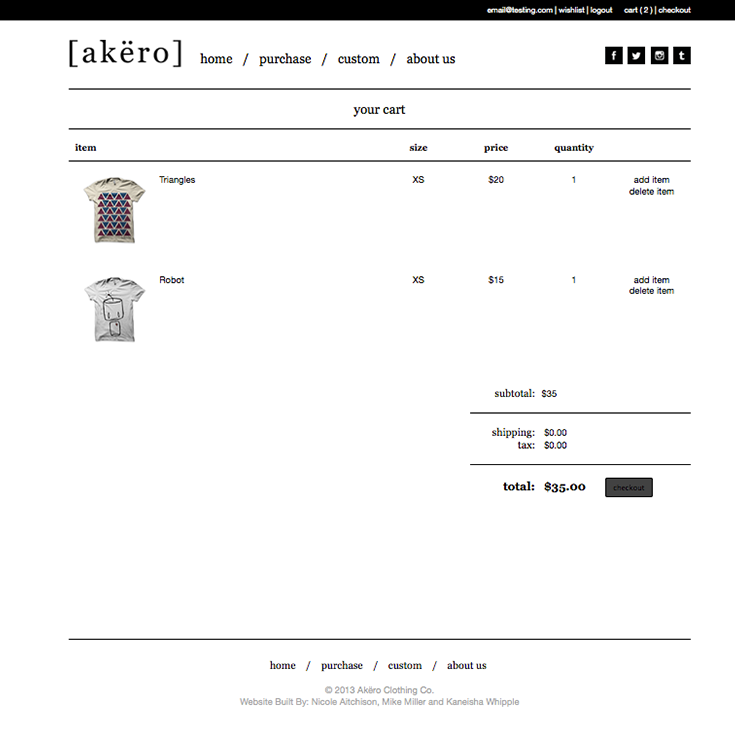 email@testing.com | wishlist | logout cart ( 2 ) | checkout
[akëro] home / purchase / custom / about us
your cart
item size price quantity
Triangles XS $20 1 add item
delete item
Robot XS $15 1 add item
delete item
subtotal: $35
shipping: $0.00
tax: $0.00
total: $35.00 checkout
home / purchase / custom / about us
© 2013 Akëro Clothing Co.
Website Built By: Nicole Aitchison, Mike Miller and Kaneisha Whipple